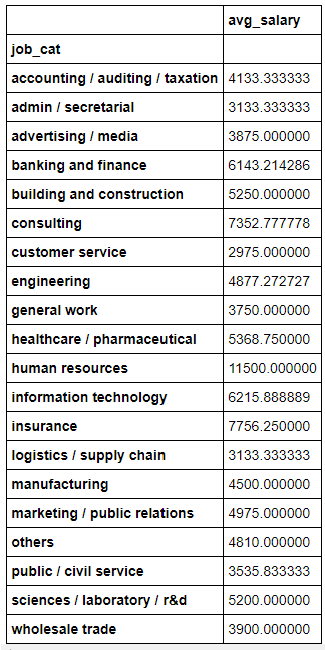 avg_salary
job_cat
accounting / auditing / taxation 4133.333333
admin / secretarial 3133.333333
advertising / media 3875.000000
banking and finance 6143.214286
building and construction 5250.000000
consulting 7352.777778
customer service 2975.000000
engineering 4877.272727
general work 3750.000000
healthcare / pharmaceutical 5368.750000
human resources 11500.000000
information technology 6215.888889
insurance 7756.250000
logistics / supply chain 3133.333333
manufacturing 4500.000000
marketing / public relations 4975.000000
others 4810.000000
public / civil service 3535.833333
sciences / laboratory / r&d 5200.000000
wholesale trade 3900.000000